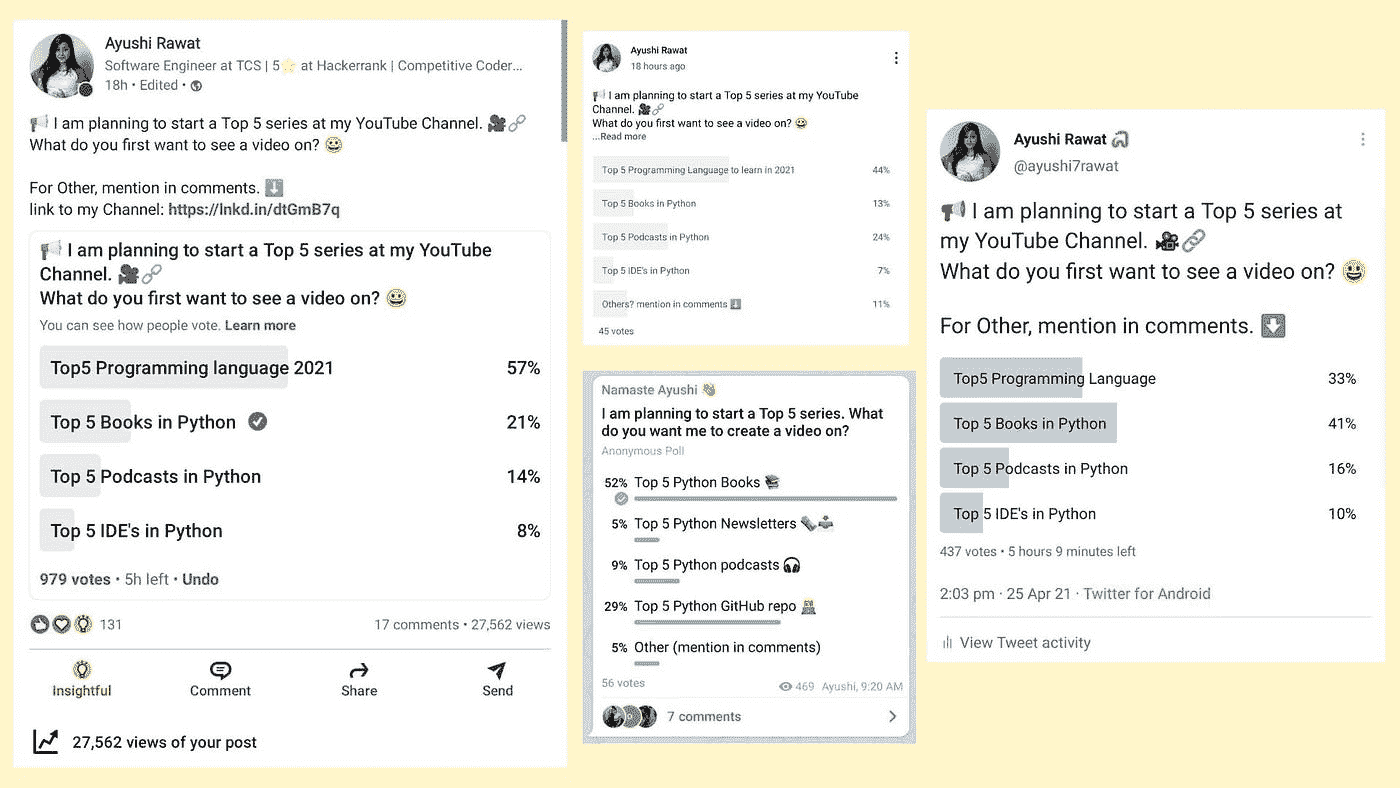 Ayushi Rawat
Software Engineer at TCS | 5⭐ at Hackerrank | Competitive Coder...
18h • Edited •
📢 I am planning to start a Top 5 series at my YouTube Channel. 🎥🔗
What do you first want to see a video on? 😀
For Other, mention in comments. ⬇️
link to my Channel: https://lnkd.in/dtGmB7q
📢 I am planning to start a Top 5 series at my YouTube
Channel. 🎥🔗
What do you first want to see a video on? 😀
You can see how people vote. Learn more
Top5 Programming language 2021 57%
Top 5 Books in Python 21%
Top 5 Podcasts in Python 14%
Top 5 IDE's in Python 8%
979 votes • 5h left • Undo
131 17 comments • 27,562 views
Insightful Comment Share Send
27,562 views of your post
Ayushi Rawat
18 hours ago
📢 I am planning to start a Top 5 series at my YouTube
Channel. 🎥🔗
What do you first want to see a video on? 😀
...Read more
Top 5 Programming Language to learn in 2021 44%
Top 5 Books in Python 13%
Top 5 Podcasts in Python 24%
Top 5 IDE's in Python 7%
Others? mention in comments ⬇️ 11%
45 votes
Namaste Ayushi 👋
I am planning to start a Top 5 series. What
do you want me to create a video on?
Anonymous Poll
52% Top 5 Python Books 📚
5% Top 5 Python Newsletters 🗞️📥
9% Top 5 Python podcasts 🎧
29% Top 5 Python GitHub repo 👩‍💻
5% Other (mention in comments)
56 votes 469 Ayushi, 9:20 AM
7 comments
Ayushi Rawat
@ayushi7rawat
📢 I am planning to start a Top 5 series at
my YouTube Channel. 🎥🔗
What do you first want to see a video on? 😀
For Other, mention in comments. ⬇️
Top5 Programming Language 33%
Top 5 Books in Python 41%
Top 5 Podcasts in Python 16%
Top 5 IDE's in Python 10%
437 votes • 5 hours 9 minutes left
2:03 pm · 25 Apr 21 · Twitter for Android
View Tweet activity